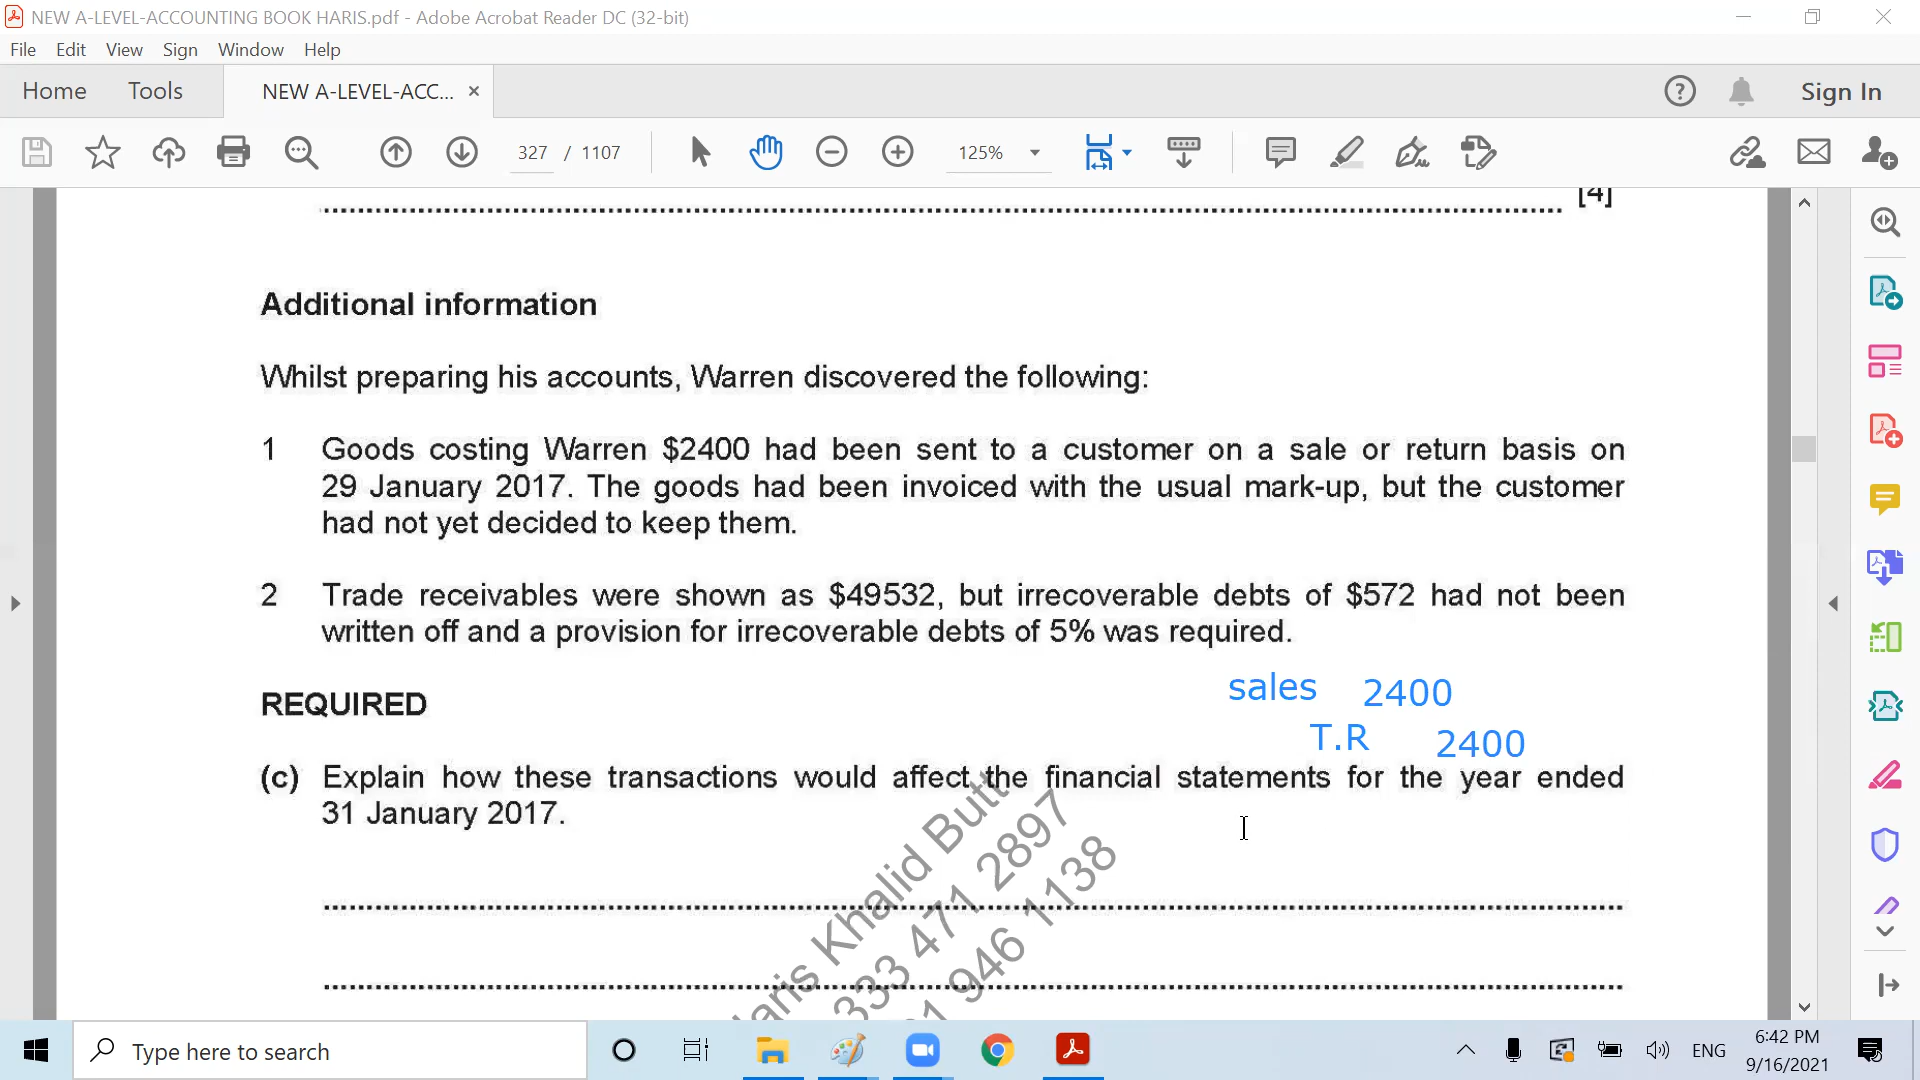 NEW A-LEVEL-ACCOUNTING BOOK HARIS.pdf - Adobe Acrobat Reader DC (32-bit)
File Edit View Sign Window Help
Home Tools NEW A-LEVEL-ACC... × Sign In
327 / 1107 125%
[4]
Additional information
Whilst preparing his accounts, Warren discovered the following:
1 Goods costing Warren $2400 had been sent to a customer on a sale or return basis on
29 January 2017. The goods had been invoiced with the usual mark-up, but the customer
had not yet decided to keep them.
2 Trade receivables were shown as $49532, but irrecoverable debts of $572 had not been
written off and a provision for irrecoverable debts of 5% was required.
sales 2400
REQUIRED
T.R 2400
(c) Explain how these transactions would affect the financial statements for the year ended
31 January 2017.
Haris Khalid Butt
333 471 2897
1 946 1138
Type here to search
ENG
6:42 PM
9/16/2021